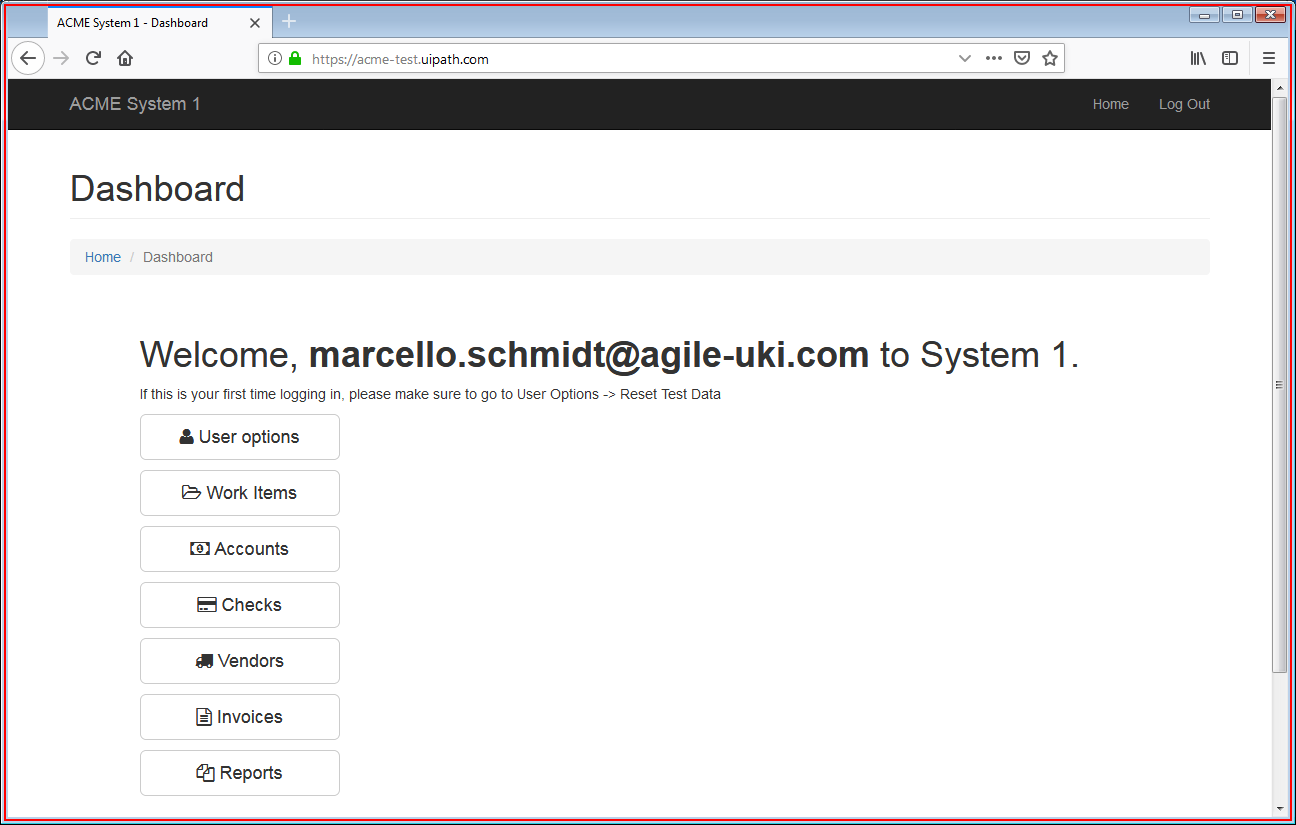 ACME System 1 - Dashboard
https://acme-test.uipath.com
ACME System 1 Home Log Out
Dashboard
Home / Dashboard
Welcome, marcello.schmidt@agile-uki.com to System 1.
If this is your first time logging in, please make sure to go to User Options -> Reset Test Data
User options
Work Items
Accounts
Checks
Vendors
Invoices
Reports